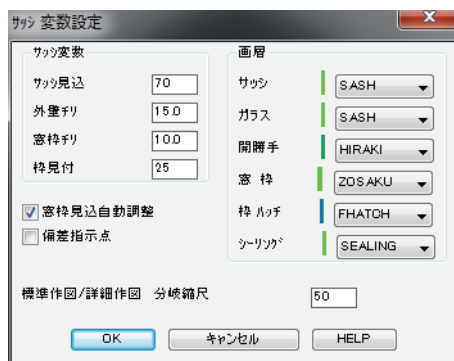 サッシ 変数設定
サッシ変数
サッシ見込 70
外壁チリ 15.0
窓枠チリ 10.0
枠見付 25
窓枠見込自動調整
偏差指示点
画層
サッシ SASH
ガラス SASH
開勝手 HIRAKI
窓 枠 ZOSAKU
枠 ハッチ FHATCH
シーリング SEALING
標準作図/詳細作図 分岐縮尺 50
OK キャンセル HELP